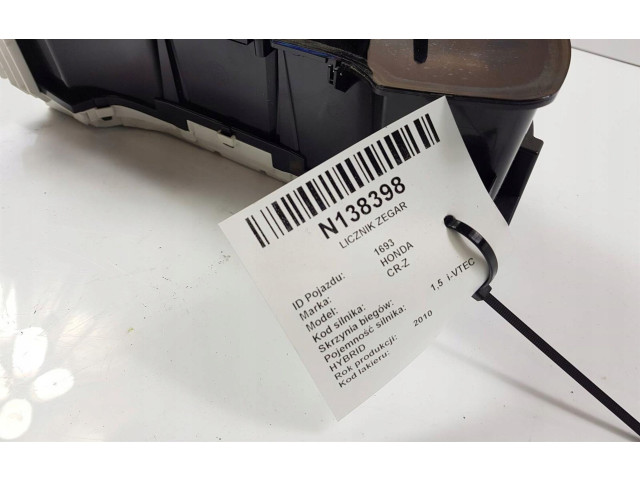 N138398
LICZNIK ZEGAR
ID Pojazdu: 1693
Marka: HONDA
Model: CR-Z
Kod silnika:
Skrzynia biegów:
Pojemność silnika: 1,5 i-VTEC
HYBRID
Rok produkcji: 2010
Kod lakieru: